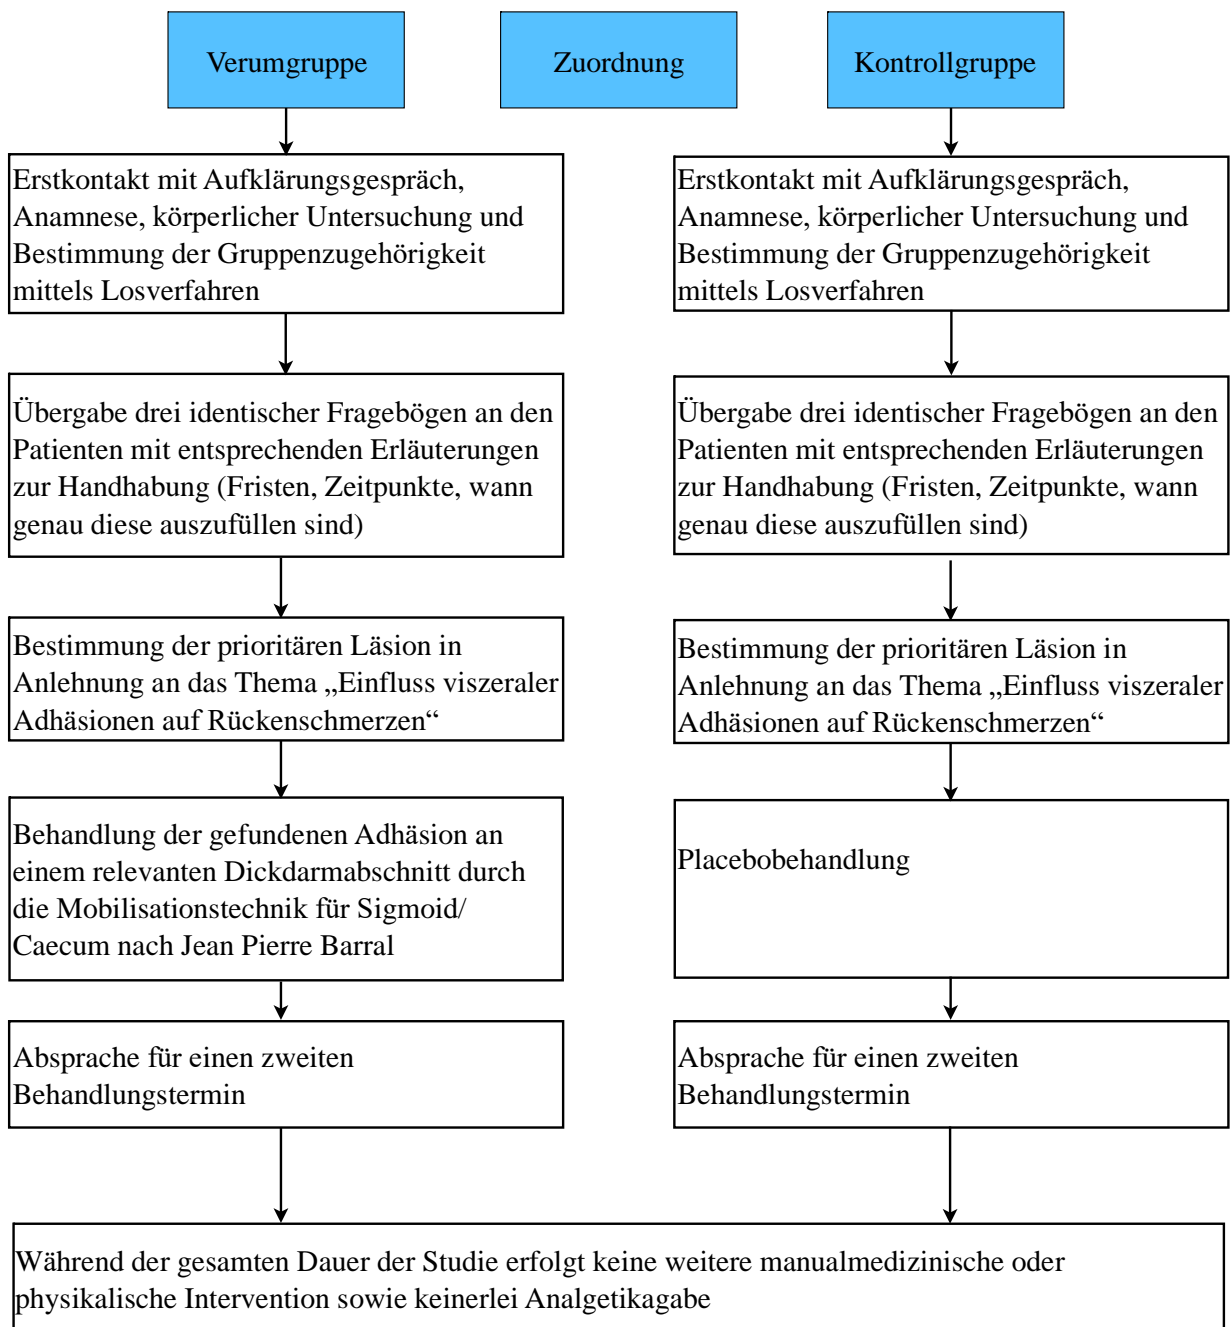 Verumgruppe
Zuordnung
Kontrollgruppe
Erstkontakt mit Aufklärungsgespräch,
Anamnese, körperlicher Untersuchung und
Bestimmung der Gruppenzugehörigkeit
mittels Losverfahren
Erstkontakt mit Aufklärungsgespräch,
Anamnese, körperlicher Untersuchung und
Bestimmung der Gruppenzugehörigkeit
mittels Losverfahren
Übergabe drei identischer Fragebögen an den
Patienten mit entsprechenden Erläuterungen
zur Handhabung (Fristen, Zeitpunkte, wann
genau diese auszufüllen sind)
Übergabe drei identischer Fragebögen an den
Patienten mit entsprechenden Erläuterungen
zur Handhabung (Fristen, Zeitpunkte, wann
genau diese auszufüllen sind)
Bestimmung der prioritären Läsion in
Anlehnung an das Thema „Einfluss viszeraler
Adhäsionen auf Rückenschmerzen“
Bestimmung der prioritären Läsion in
Anlehnung an das Thema „Einfluss viszeraler
Adhäsionen auf Rückenschmerzen“
Behandlung der gefundenen Adhäsion an
einem relevanten Dickdarmabschnitt durch
die Mobilisationstechnik für Sigmoid/
Caecum nach Jean Pierre Barral
Placebobehandlung
Absprache für einen zweiten
Behandlungstermin
Absprache für einen zweiten
Behandlungstermin
Während der gesamten Dauer der Studie erfolgt keine weitere manualmedizinische oder
physikalische Intervention sowie keinerlei Analgetikagabe